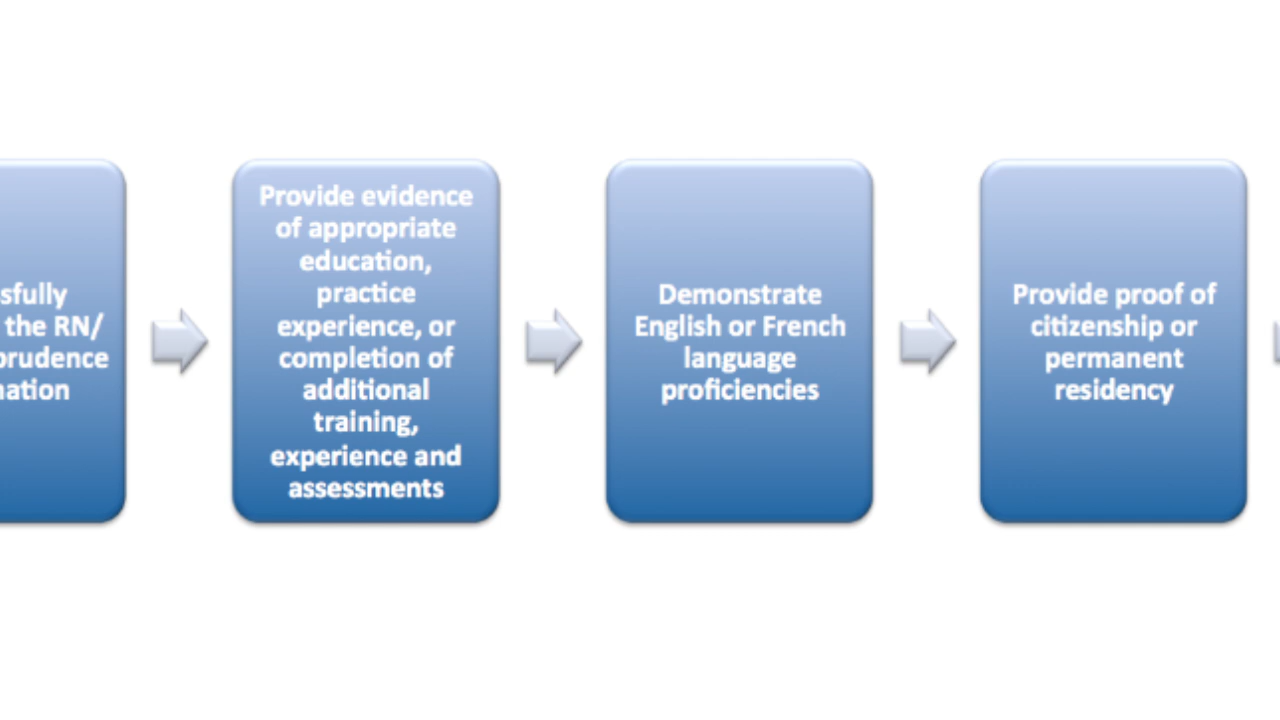 sfully
the RN/
prudence
nation
Provide evidence
of appropriate
education,
practice
experience, or
completion of
additional
training,
experience and
assessments
Demonstrate
English or French
language
proficiencies
Provide proof of
citizenship or
permanent
residency